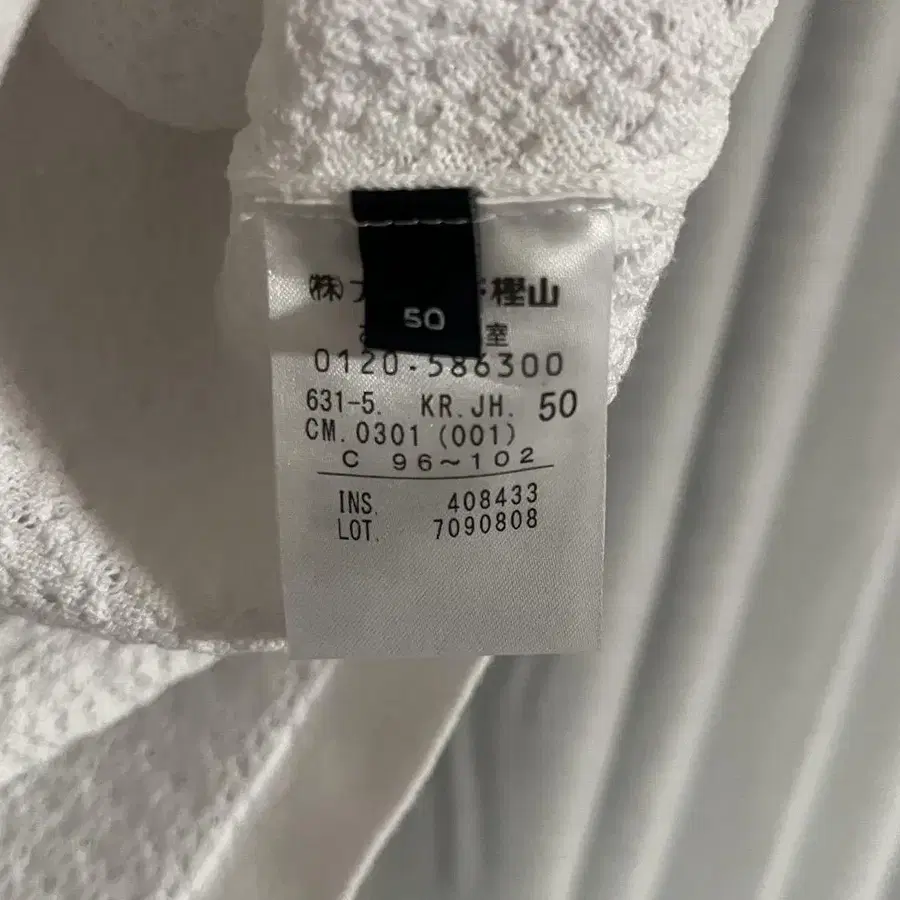 ㈱ 樫山
50
室
0120-586300
631-5. KR.JH. 50
CM.0301 (001)
C 96~102
INS. 408433
LOT. 7090808